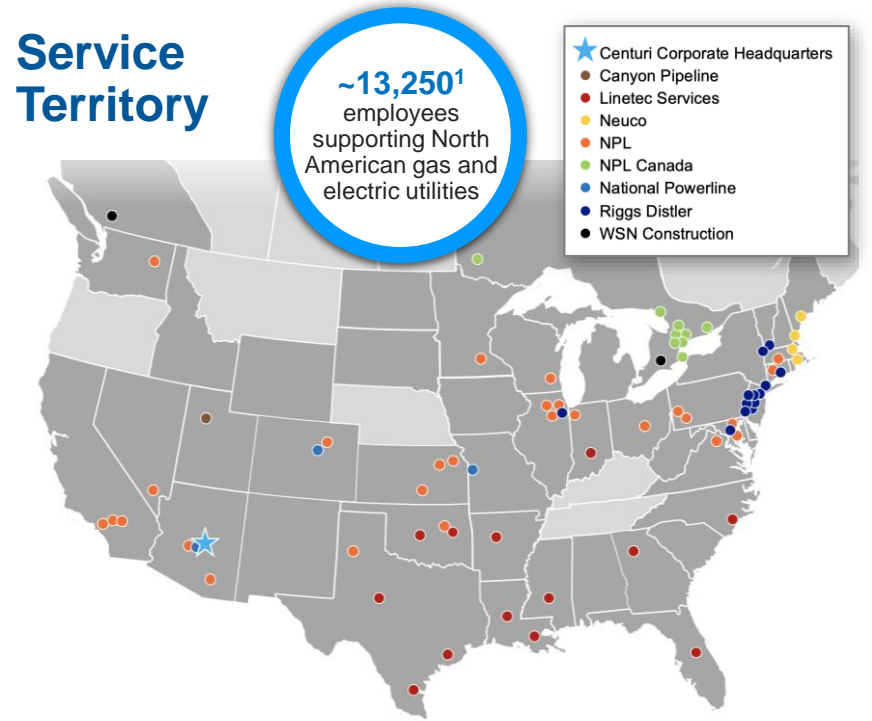 Service
Territory
~13,250¹
employees
supporting North
American gas and
electric utilities
Centuri Corporate Headquarters
Canyon Pipeline
Linetec Services
Neuco
NPL
NPL Canada
National Powerline
Riggs Distler
WSN Construction